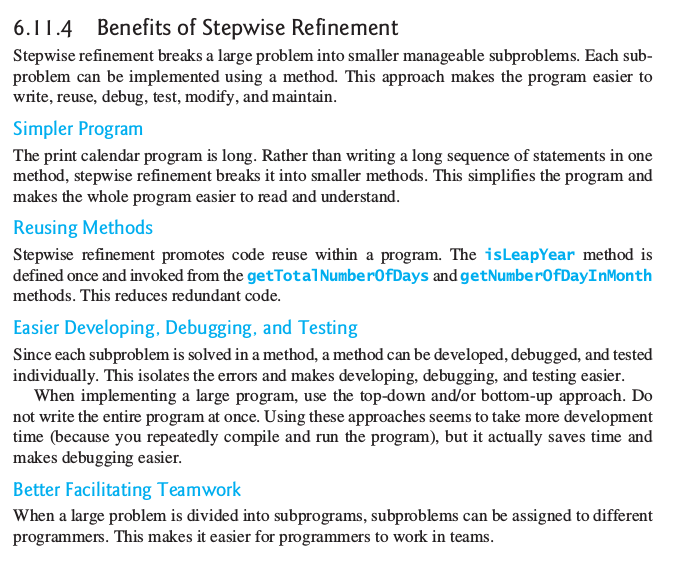 6.11.4 Benefits of Stepwise Refinement
Stepwise refinement breaks a large problem into smaller manageable subproblems. Each sub-
problem can be implemented using a method. This approach makes the program easier to
write, reuse, debug, test, modify, and maintain.
Simpler Program
The print calendar program is long. Rather than writing a long sequence of statements in one
method, stepwise refinement breaks it into smaller methods. This simplifies the program and
makes the whole program easier to read and understand.
Reusing Methods
Stepwise refinement promotes code reuse within a program. The isLeapYear method is
defined once and invoked from the getTotalNumberOfDays and getNumberOfDayInMonth
methods. This reduces redundant code.
Easier Developing, Debugging, and Testing
Since each subproblem is solved in a method, a method can be developed, debugged, and tested
individually. This isolates the errors and makes developing, debugging, and testing easier.
When implementing a large program, use the top-down and/or bottom-up approach. Do
not write the entire program at once. Using these approaches seems to take more development
time (because you repeatedly compile and run the program), but it actually saves time and
makes debugging easier.
Better Facilitating Teamwork
When a large problem is divided into subprograms, subproblems can be assigned to different
programmers. This makes it easier for programmers to work in teams.